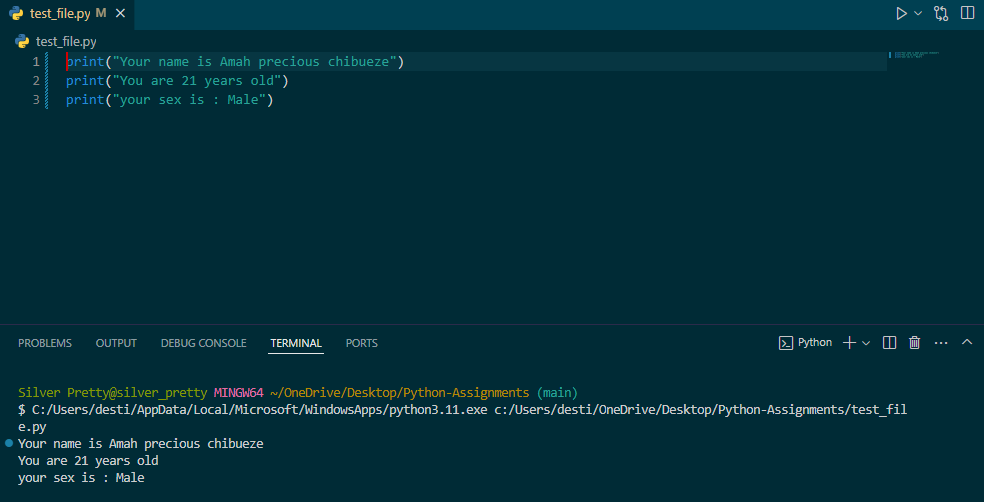 test_file.py M
test_file.py
1 print("Your name is Amah precious chibueze")
2 print("You are 21 years old")
3 print("your sex is : Male")
PROBLEMS OUTPUT DEBUG CONSOLE TERMINAL PORTS Python
Silver Pretty@silver_pretty MINGW64 ~/OneDrive/Desktop/Python-Assignments (main)
$ C:/Users/desti/AppData/Local/Microsoft/WindowsApps/python3.11.exe c:/Users/desti/OneDrive/Desktop/Python-Assignments/test_fil
e.py
Your name is Amah precious chibueze
You are 21 years old
your sex is : Male